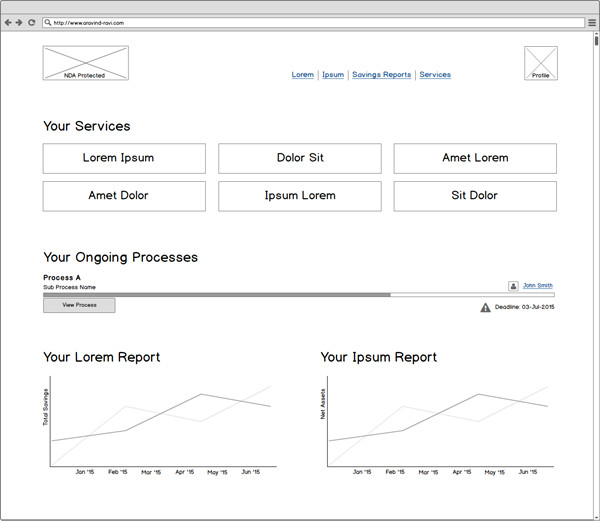 http://www.aravind-ravi.com
NDA Protected
Lorem Ipsum Savings Reports Services
Profile
Your Services
Lorem Ipsum Dolor Sit Amet Lorem
Amet Dolor Ipsum Lorem Sit Dolor
Your Ongoing Processes
Process A
Sub Process Name John Smith
View Process Deadline: 03-Jul-2015
Your Lorem Report Your Ipsum Report
Total Savings
Jan '15 Feb '15 Mar '15 Apr '15 May '15 Jun '15
Net Assets
Jan '15 Feb '15 Mar '15 Apr '15 May '15 Jun '15